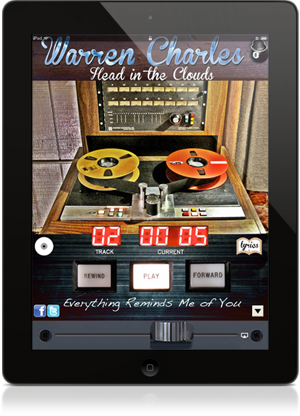 Warren Charles
Head in the Clouds
02 00 05
TRACK CURRENT
lyrics
REWIND PLAY FORWARD
Everything Reminds Me of You